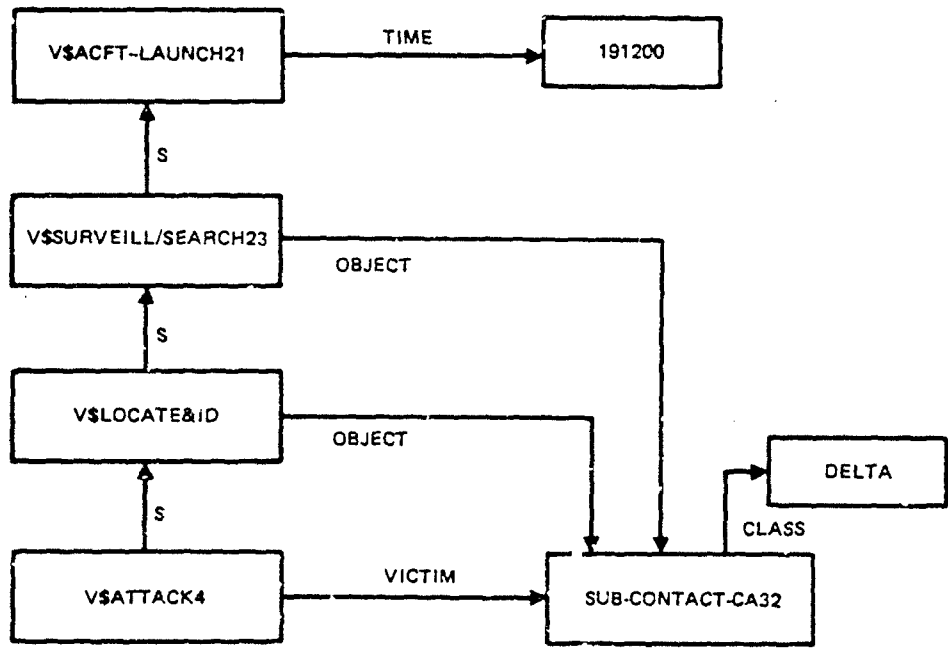 V$ACFT-LAUNCH21
TIME
191200
S
V$SURVEILL/SEARCH23
OBJECT
S
V$LOCATE&ID
OBJECT
DELTA
S
CLASS
V$ATTACK4
VICTIM
SUB-CONTACT-CA32